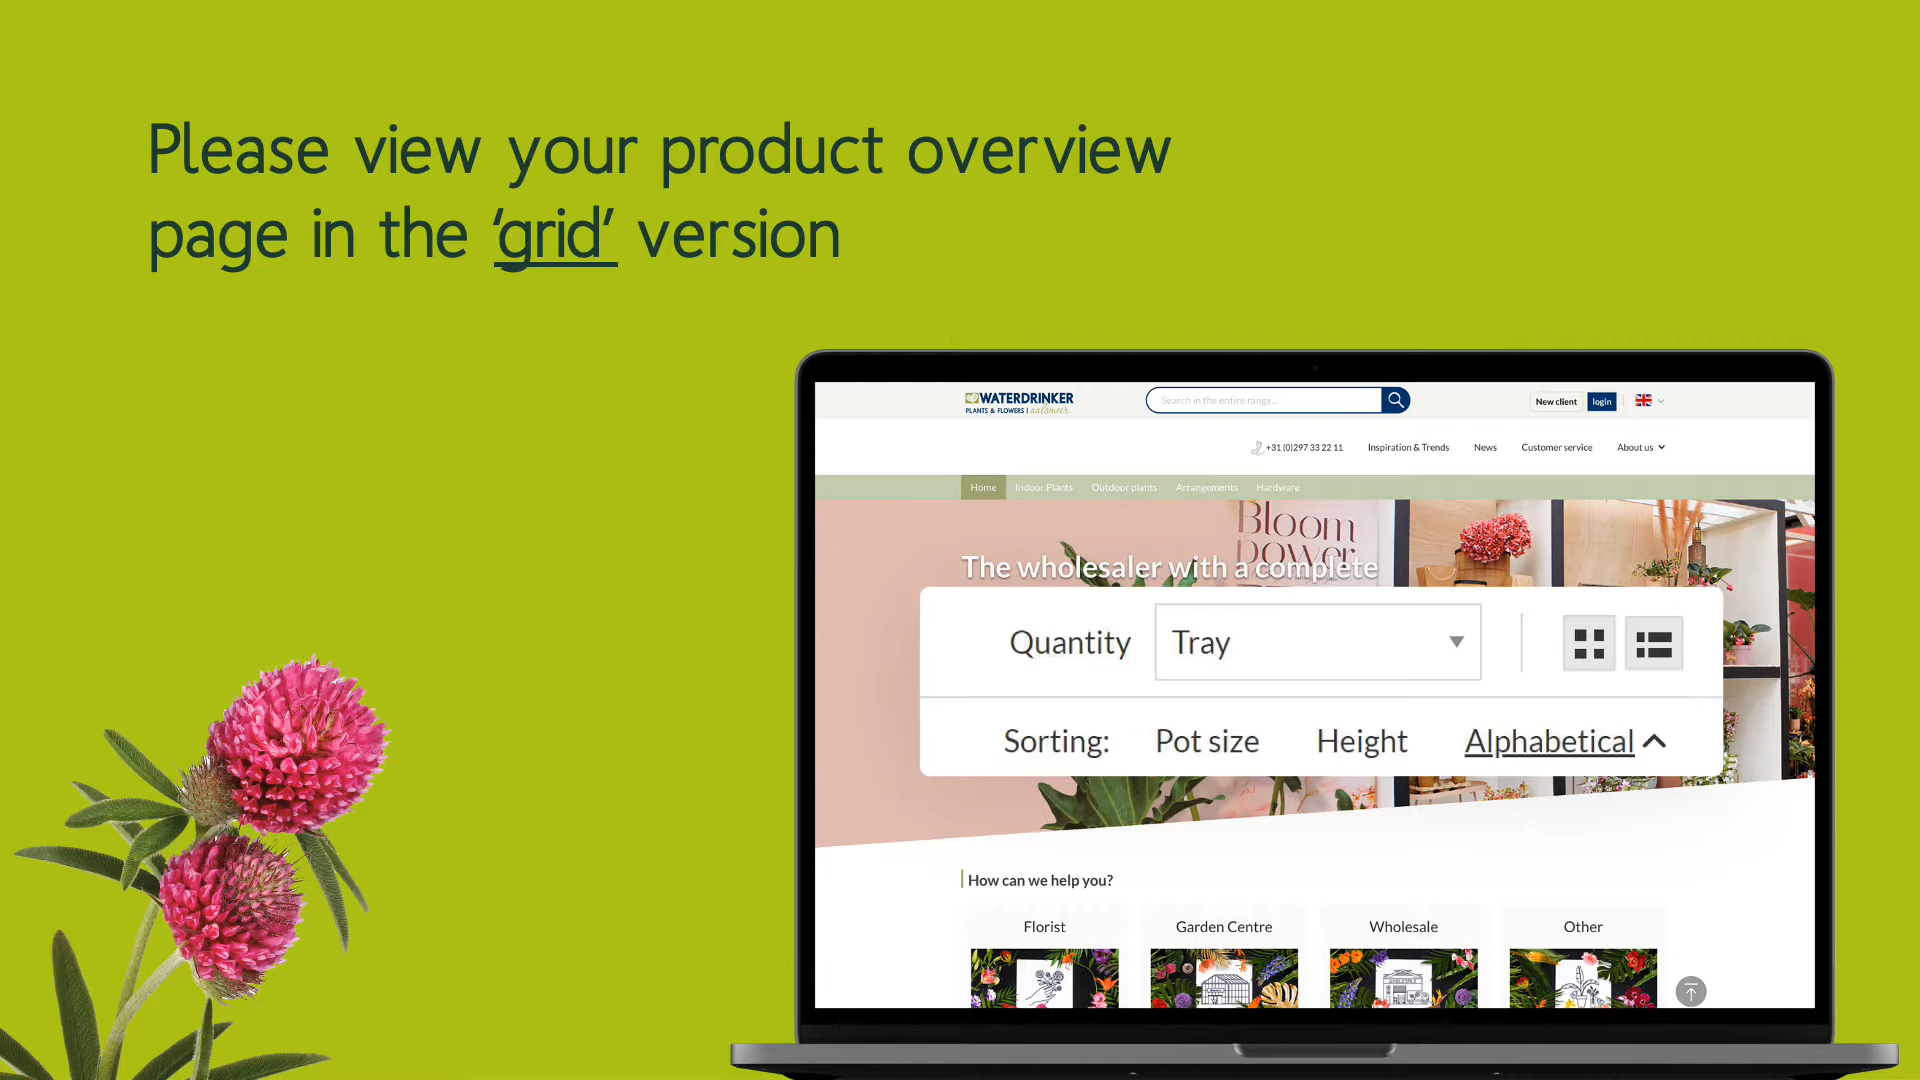 Please view your product overview
page in the ‘grid’ version
WATERDRINKER
PLANTS & FLOWERS | aalsmeer
Search in the entire range...
New client
login
+31 (0)297 33 22 11
Inspiration & Trends
News
Customer service
About us
Home
Indoor Plants
Outdoor plants
Arrangements
Hardware
Bloom
power
The wholesaler with a complete
Quantity
Tray
Sorting:
Pot size
Height
Alphabetical
How can we help you?
Florist
Garden Centre
Wholesale
Other
WHOLESALE